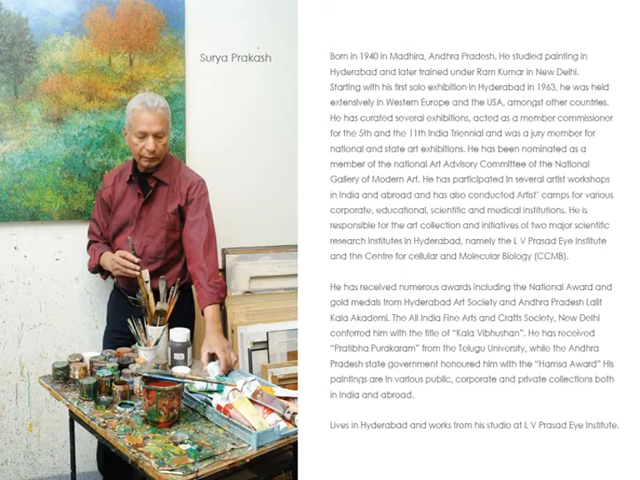 Surya Prakash
Born in 1940 in Madhira, Andhra Pradesh. He studied painting in
Hyderabad and later trained under Ram Kumar in New Delhi.
Starting with his first solo exhibition in Hyderabad in 1963, he was held
extensively in Western Europe and the USA, amongst other countries.
He has curated several exhibitions, acted as a member commissioner
for the 5th and the 11th India Triennial and was a jury member for
national and state art exhibitions. He has been nominated as a
member of the national Art Advisory Committee of the National
Gallery of Modern Art. He has participated in several artist workshops
in India and abroad and has also conducted Artist' camps for various
corporate, educational, scientific and medical institutions. He is
responsible for the art collection and initiatives of two major scientific
research institutes in Hyderabad, namely the L V Prasad Eye Institute
and the Centre for cellular and Molecular Biology (CCMB).
He has received numerous awards including the National Award and
gold medals from Hyderabad Art Society and Andhra Pradesh Lalit
Kala Akademi. The All India Fine Arts and Crafts Society, New Delhi
conferred him with the title of "Kala Vibhushan". He has received
"Pratibha Purakaram" from the Telugu University, while the Andhra
Pradesh state government honoured him with the "Hamsa Award" His
paintings are in various public, corporate and private collections both
in India and abroad.
Lives in Hyderabad and works from his studio at L V Prasad Eye Institute.